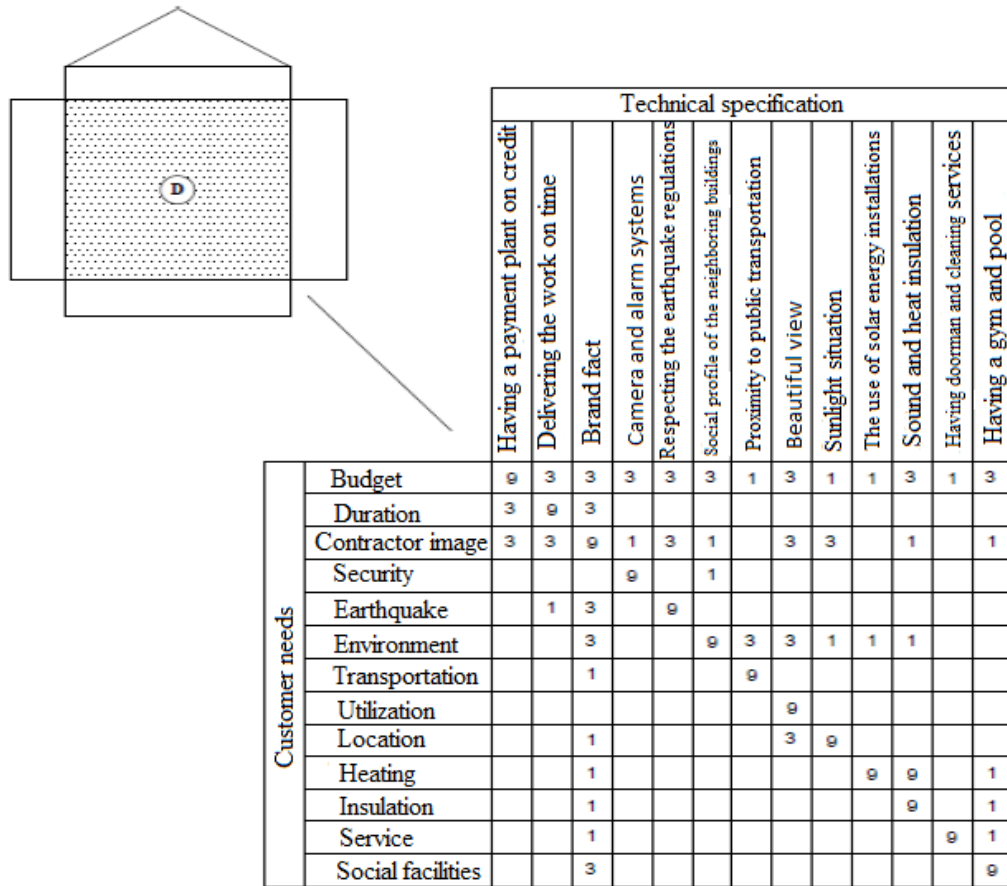 D
Technical specification
Having a payment plant on credit
Delivering the work on time
Brand fact
Camera and alarm systems
Respecting the earthquake regulations
Social profile of the neighboring buildings
Proximity to public transportation
Beautiful view
Sunlight situation
The use of solar energy installations
Sound and heat insulation
Having doorman and cleaning services
Having a gym and pool
Customer needs
Budget 9 3 3 3 3 3 1 3 1 1 3 1 3
Duration 3 9 3
Contractor image 3 3 9 1 3 1 3 3 1 1
Security 9 1
Earthquake 1 3 9
Environment 3 9 3 3 1 1 1
Transportation 1 9
Utilization 9
Location 1 3 9
Heating 1 9 9 1
Insulation 1 9 1
Service 1 9 1
Social facilities 3 9